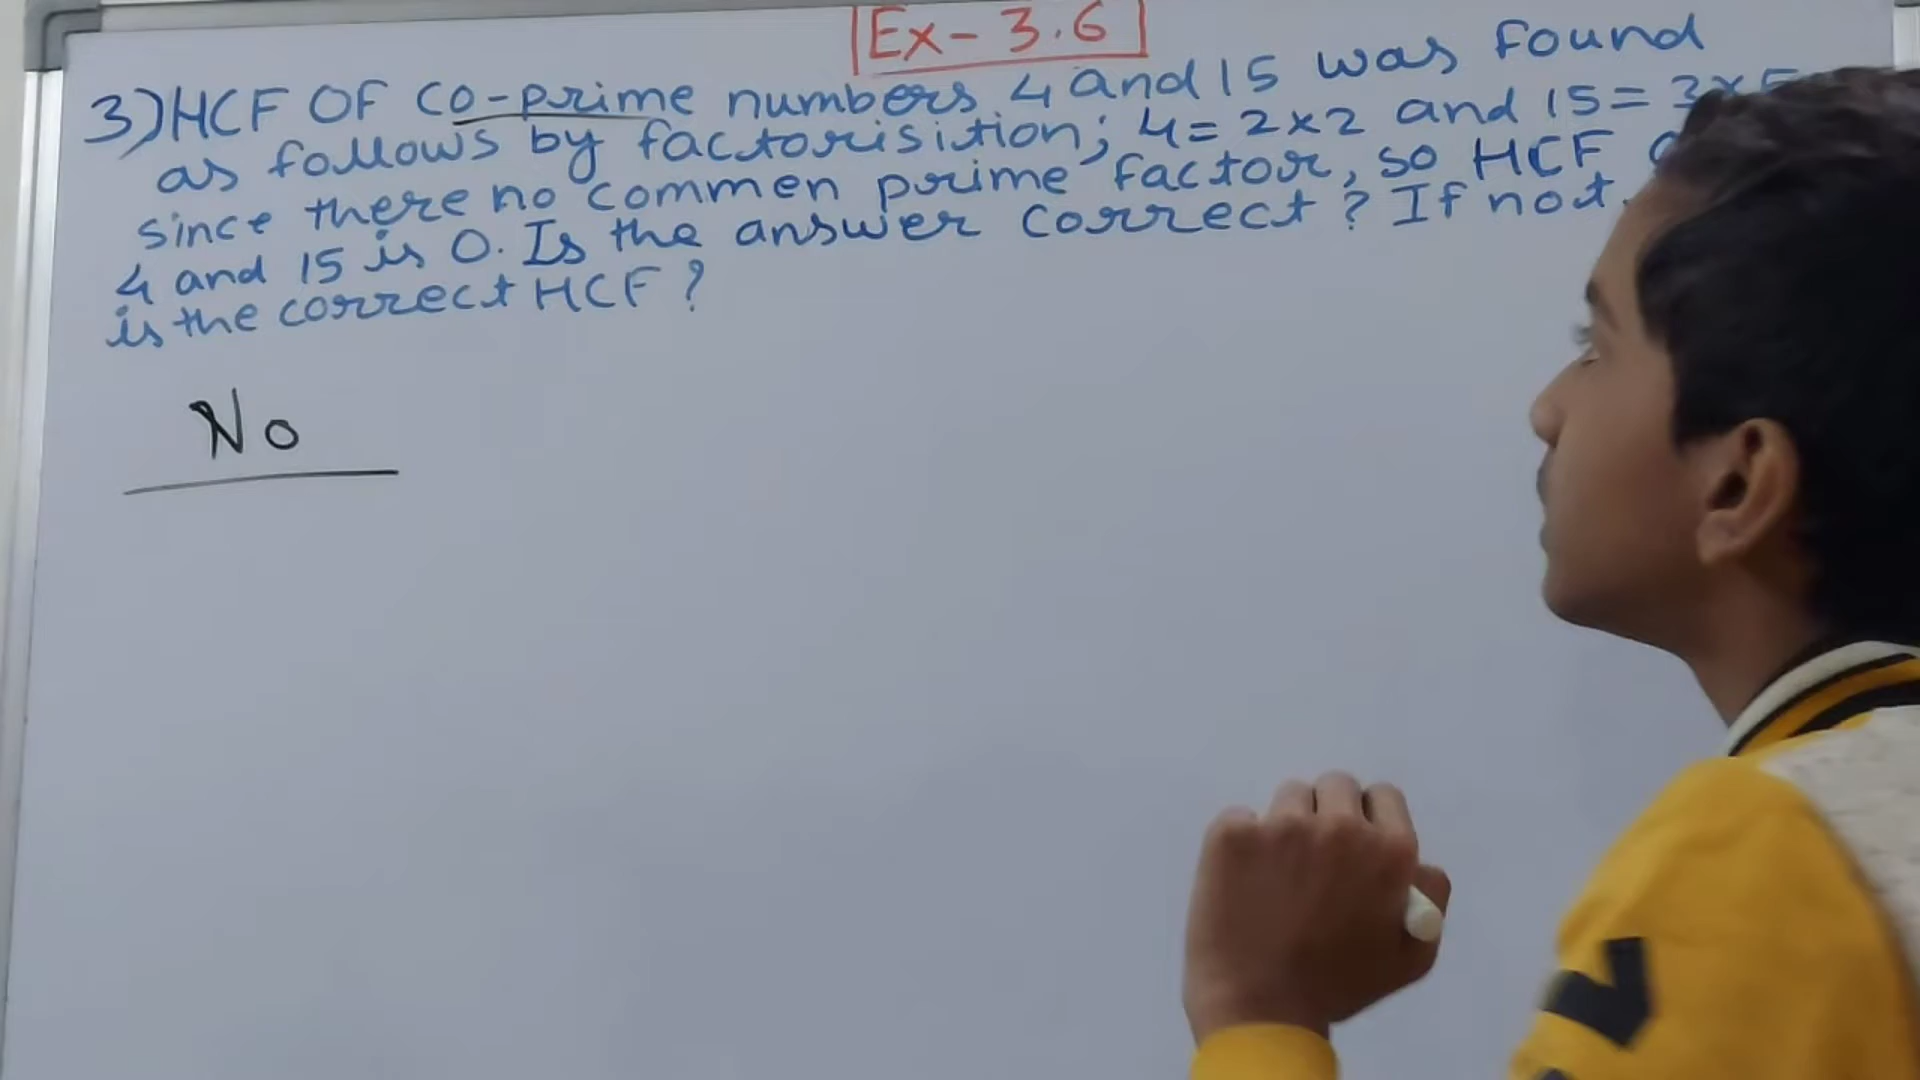 Ex- 3.6
3) HCF OF co-prime numbers 4 and 15 was found
as follows by factorisition; 4=2x2 and 15=3x5
since there no commen prime factor, so HCF
4 and 15 is 0. Is the answer correct? If not.
is the correct HCF?
No